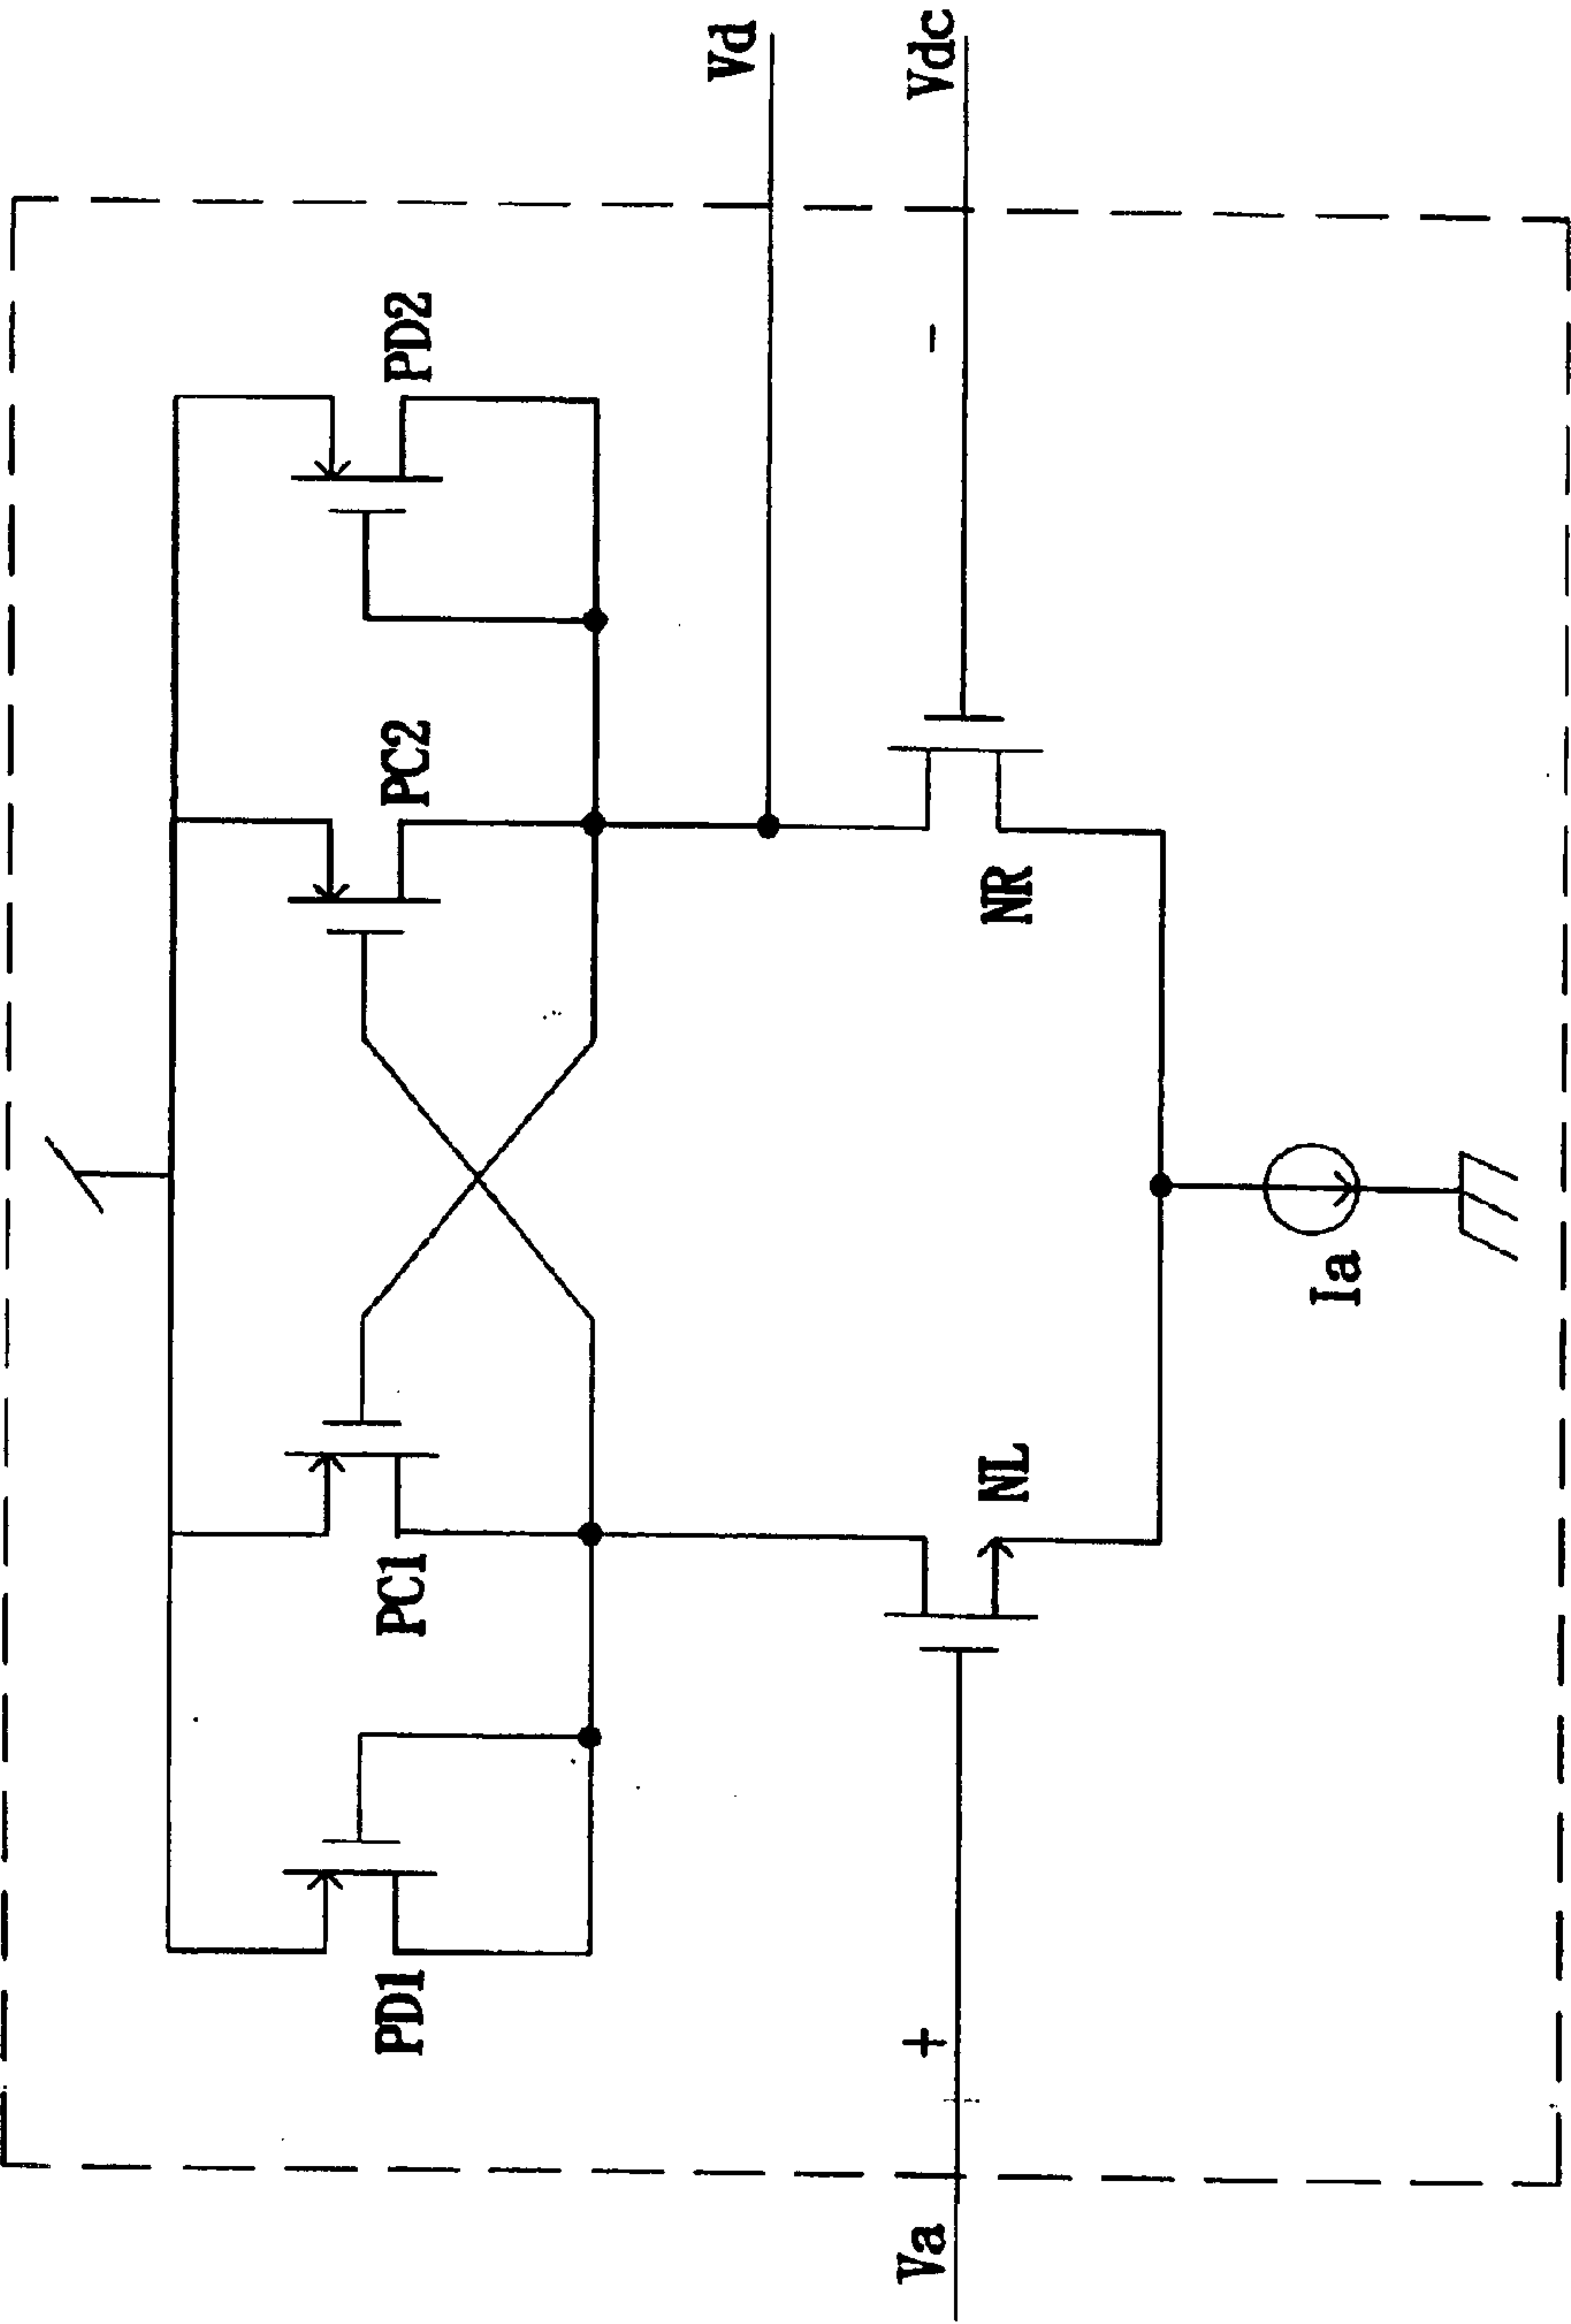 PD1
PC1
PC2
PD2
Vd
Va
+
NL
NR
-
Vdc
Ia